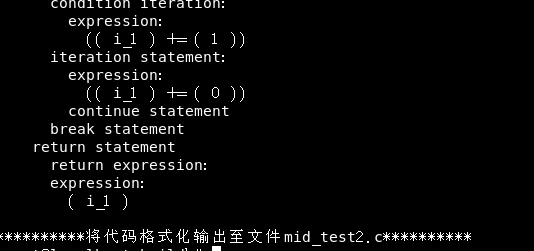 condition iteration:
expression:
(( i_1 ) += ( 1 ))
iteration statement:
expression:
(( i_1 ) += ( 0 ))
continue statement
break statement
return statement
return expression:
expression:
( i_1 )
**********将代码格式化输出至文件mid_test2.c**********